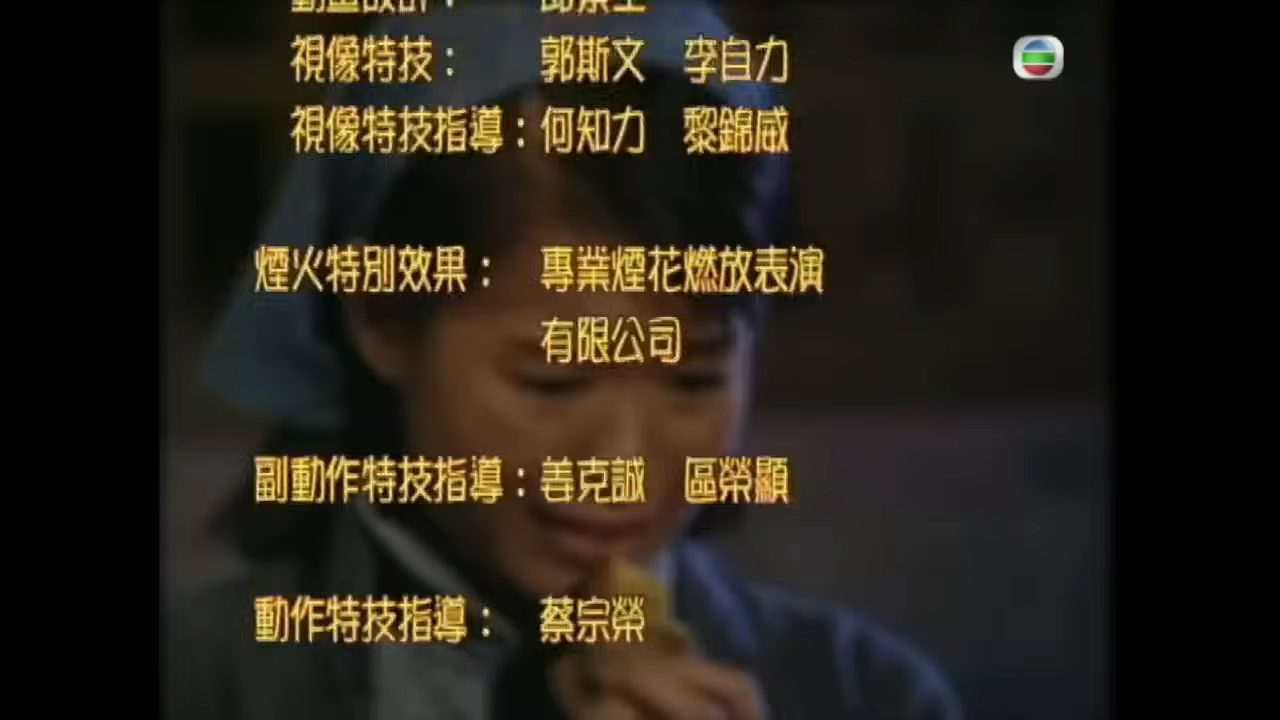 視像特技： 郭斯文 李自力
視像特技指導：何知力 黎錦威
煙火特別效果： 專業煙花燃放表演
有限公司
副動作特技指導：姜克誠 區榮顯
動作特技指導： 蔡宗榮